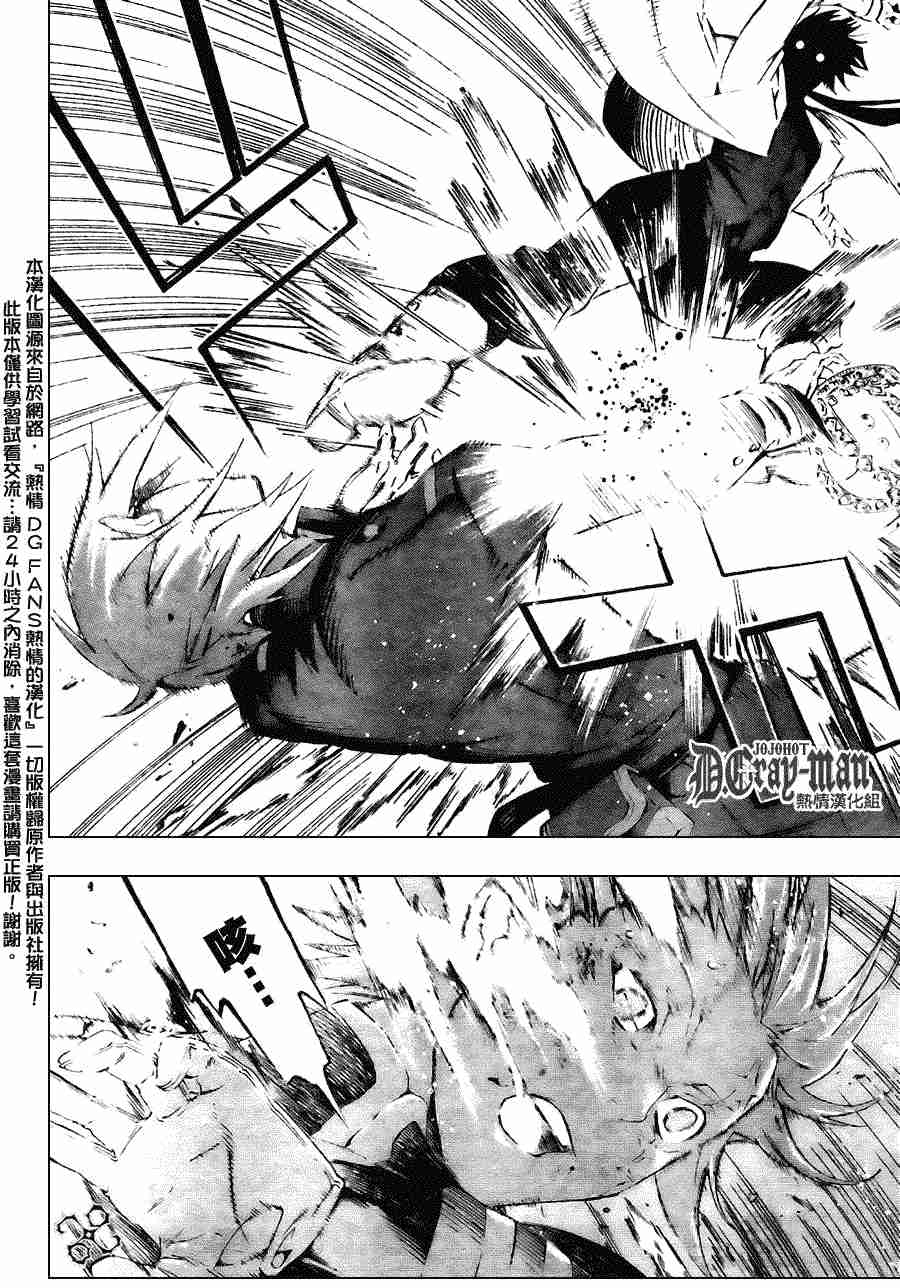 本漢化圖源來自於網路，『熱情DGFANS熱情的漢化』一切版權歸原作者與出版社擁有！
此版本僅供學習試看交流…請24小時之內消除，喜歡這套漫畫請購買正版！謝謝。
JOJOHOT
D.Gray-man
熱情漢化組
咳…